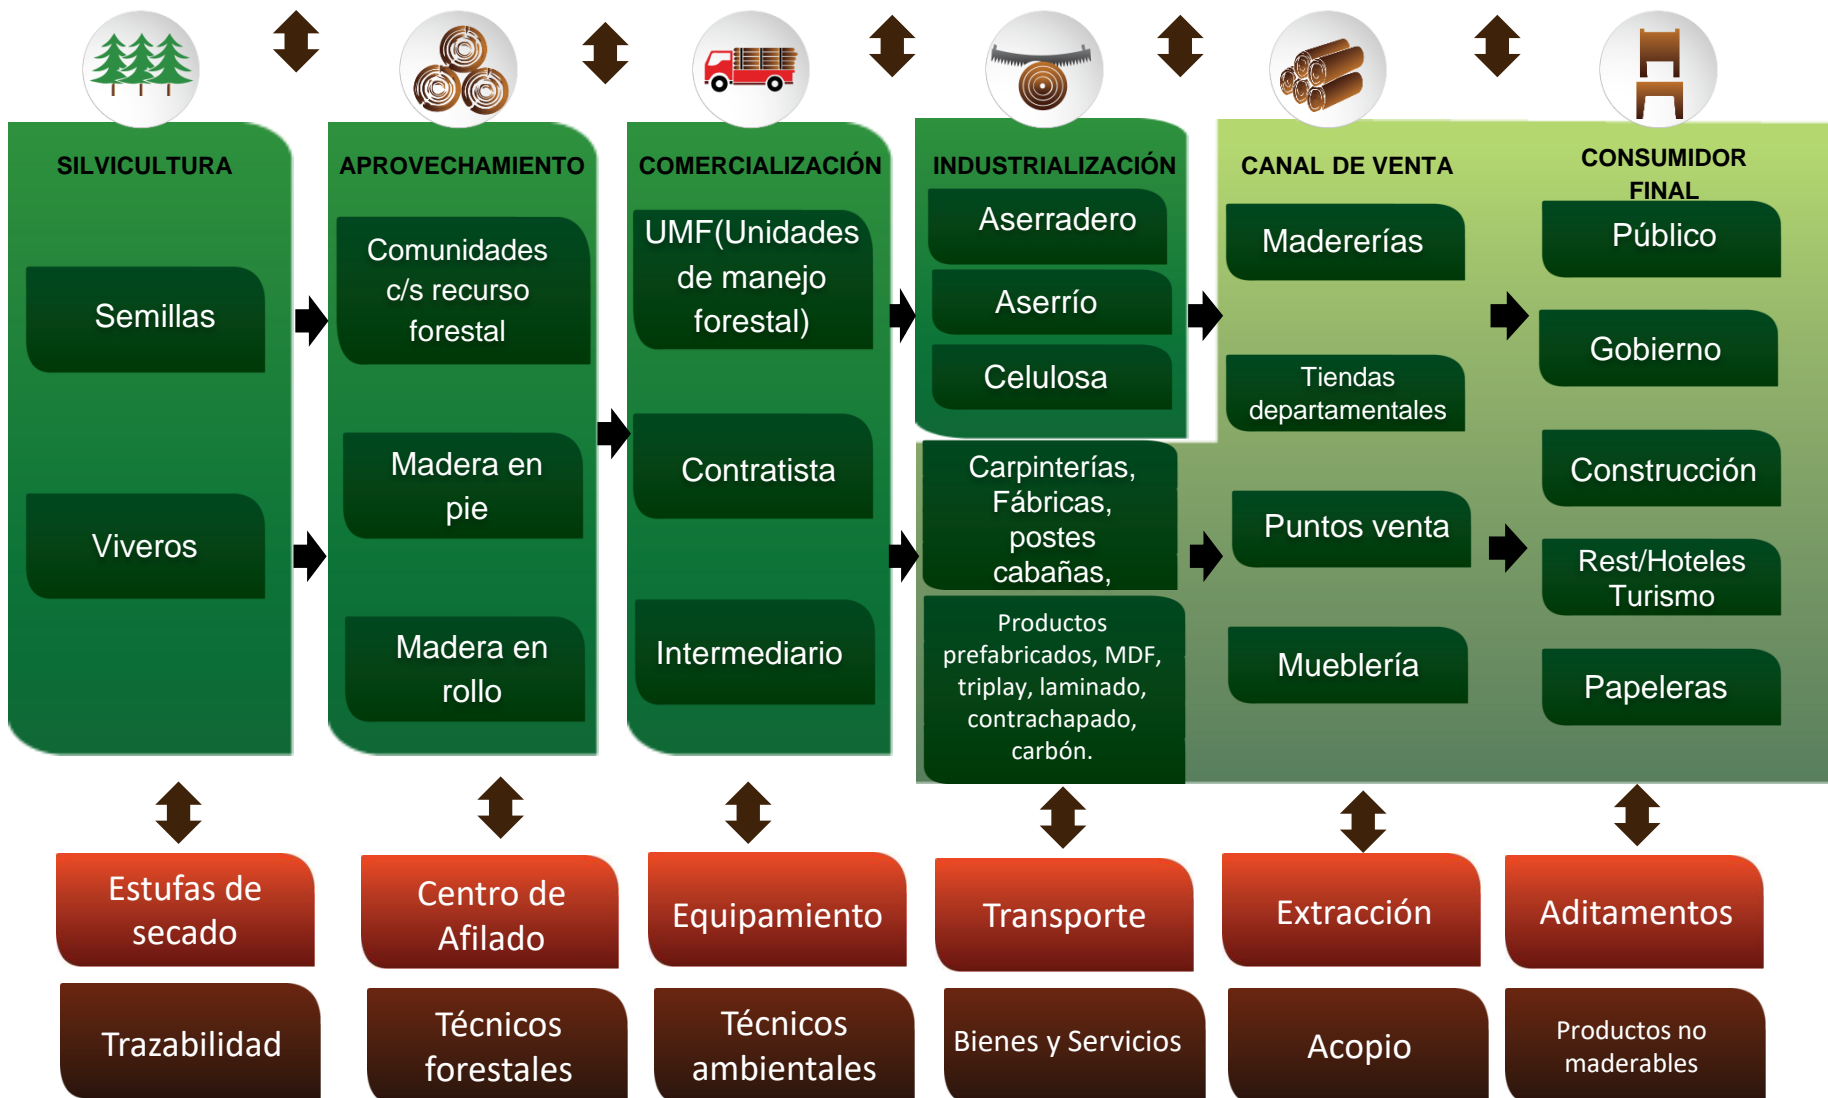 SILVICULTURA
Semillas
Viveros
APROVECHAMIENTO
Comunidades
c/s recurso
forestal
Madera en
pie
Madera en
rollo
COMERCIALIZACIÓN
UMF(Unidades
de manejo
forestal)
Contratista
Intermediario
INDUSTRIALIZACIÓN
Aserradero
Aserrío
Celulosa
Carpinterías,
Fábricas,
postes
cabañas,
Productos
prefabricados, MDF,
triplay, laminado,
contrachapado,
carbón.
CANAL DE VENTA
Madererías
Tiendas
departamentales
Puntos venta
Mueblería
CONSUMIDOR
FINAL
Público
Gobierno
Construcción
Rest/Hoteles
Turismo
Papeleras
Estufas de
secado
Centro de
Afilado
Equipamiento
Transporte
Extracción
Aditamentos
Trazabilidad
Técnicos
forestales
Técnicos
ambientales
Bienes y Servicios
Acopio
Productos no
maderables